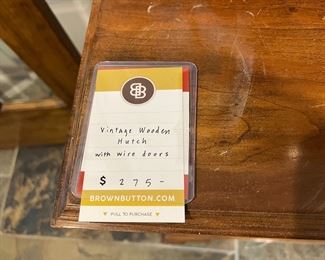 BB
Vintage Wooden
Hutch
with wire doors
$ 275-
BROWNBUTTON.COM
PULL TO PURCHASE